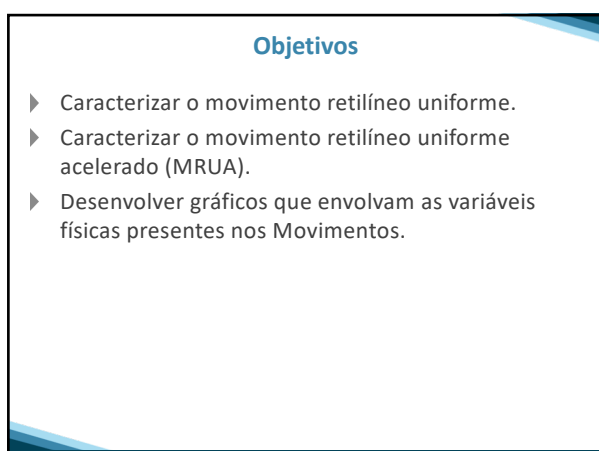 Objetivos
Caracterizar o movimento retilíneo uniforme.
Caracterizar o movimento retilíneo uniforme
acelerado (MRUA).
Desenvolver gráficos que envolvam as variáveis
físicas presentes nos Movimentos.